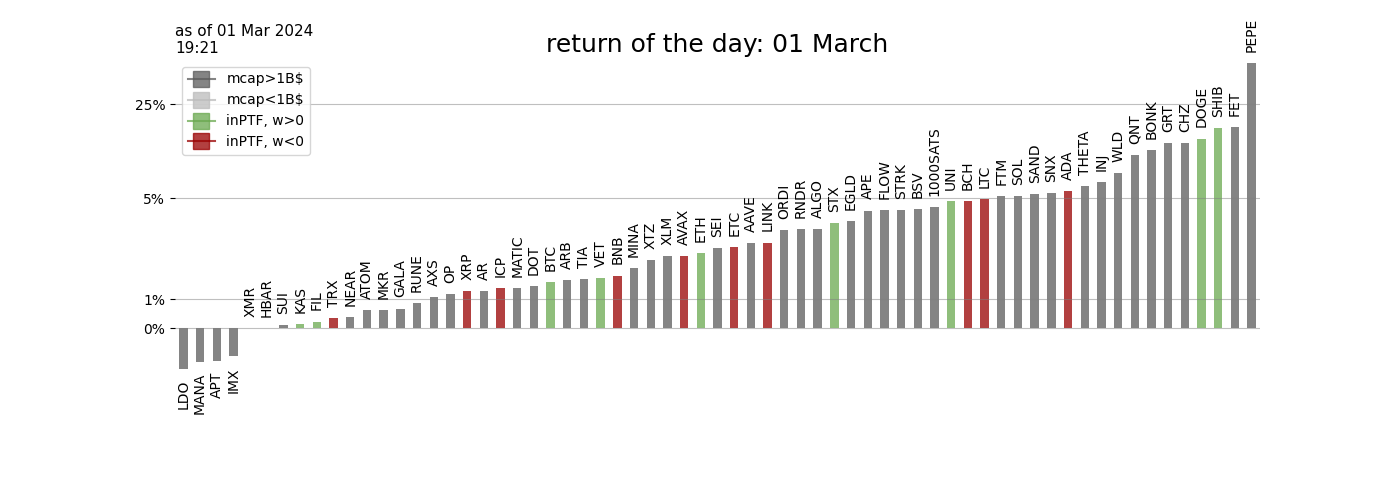 as of 01 Mar 2024
19:21
return of the day: 01 March
mcap>1B$
mcap<1B$
inPTF, w>0
inPTF, w<0
25%
5%
1%
0%
LDO
MANA
APT
IMX
XMR
HBAR
SUI
KAS
FIL
TRX
NEAR
ATOM
MKR
GALA
RUNE
AXS
OP
XRP
AR
ICP
MATIC
DOT
BTC
ARB
TIA
VET
BNB
MINA
XTZ
XLM
AVAX
ETH
SEI
ETC
AAVE
LINK
ORDI
RNDR
ALGO
STX
EGLD
APE
FLOW
STRK
BSV
1000SATS
UNI
BCH
LTC
FTM
SOL
SAND
SNX
ADA
THETA
INJ
WLD
QNT
BONK
GRT
CHZ
DOGE
SHIB
FET
PEPE